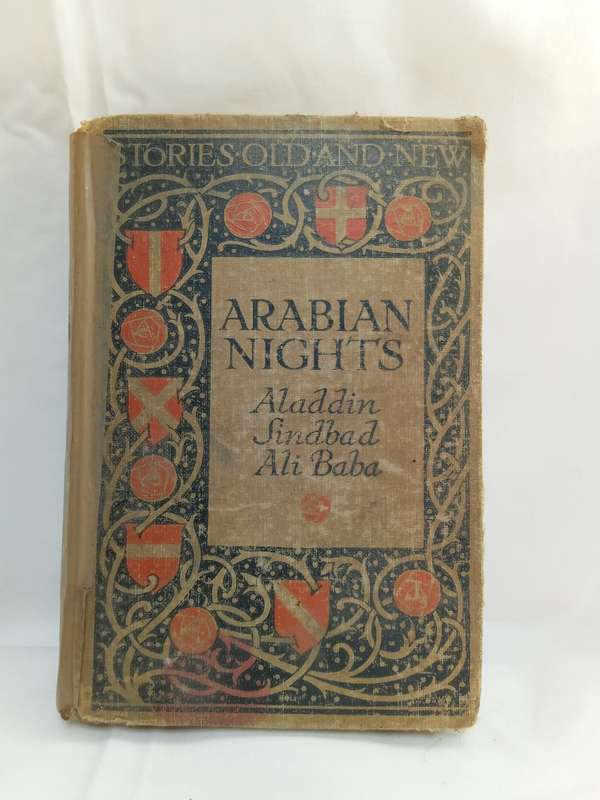 STORIES·OLD·AND·NEW
ARABIAN
NIGHTS
Aladdin
Sindbad
Ali Baba